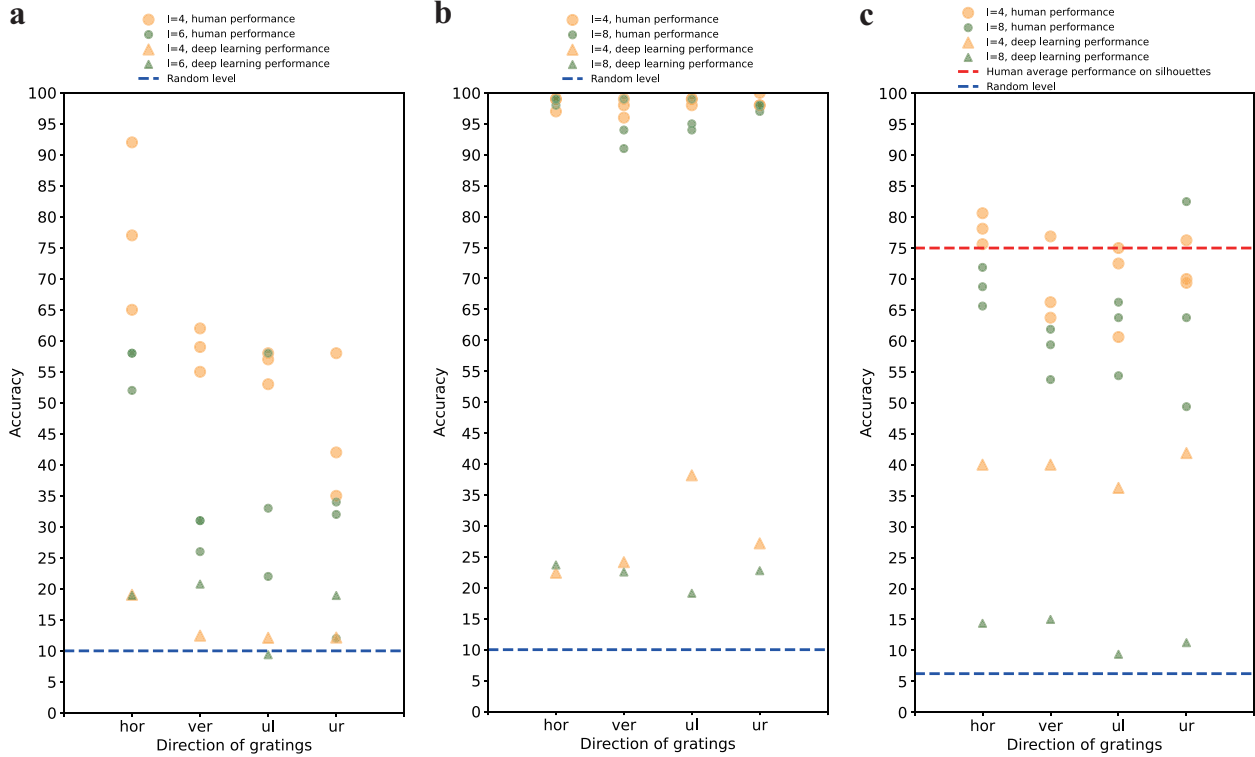 a
I=4, human performance
I=6, human performance
I=4, deep learning performance
I=6, deep learning performance
Random level
100
95
90
85
80
75
70
65
60
55
50
45
40
35
30
25
20
15
10
5
0
Accuracy
hor ver ul ur
Direction of gratings
b
I=4, human performance
I=8, human performance
I=4, deep learning performance
I=8, deep learning performance
Random level
100
95
90
85
80
75
70
65
60
55
50
45
40
35
30
25
20
15
10
5
0
Accuracy
hor ver ul ur
Direction of gratings
c
I=4, human performance
I=8, human performance
I=4, deep learning performance
I=8, deep learning performance
Human average performance on silhouettes
Random level
100
95
90
85
80
75
70
65
60
55
50
45
40
35
30
25
20
15
10
5
0
Accuracy
hor ver ul ur
Direction of gratings